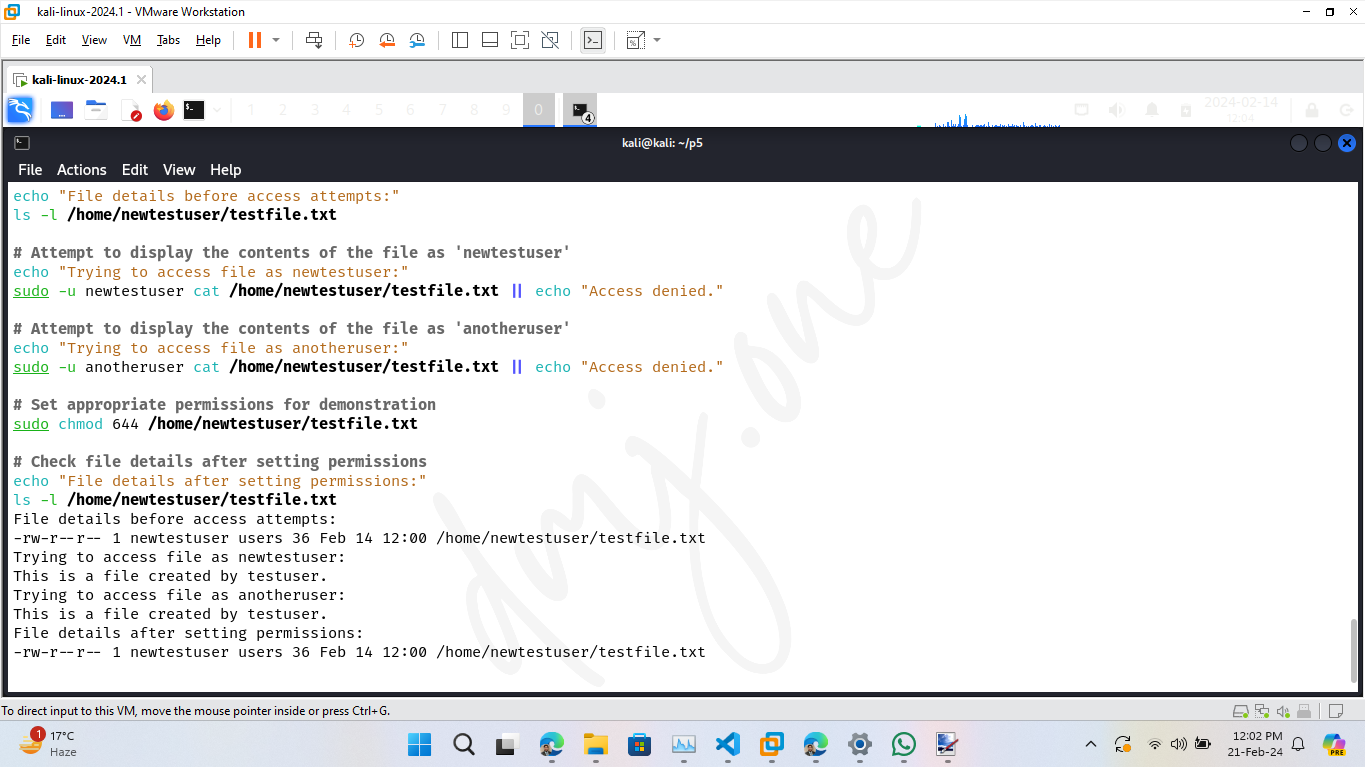 kali-linux-2024.1 - VMware Workstation
File Edit View VM Tabs Help
kali-linux-2024.1
1 2 3 4 5 6 7 8 9 0 4
2024-02-14
12:04
kali@kali: ~/p5
File Actions Edit View Help
echo "File details before access attempts:"
ls -l /home/newtestuser/testfile.txt
# Attempt to display the contents of the file as 'newtestuser'
echo "Trying to access file as newtestuser:"
sudo -u newtestuser cat /home/newtestuser/testfile.txt || echo "Access denied."
# Attempt to display the contents of the file as 'anotheruser'
echo "Trying to access file as anotheruser:"
sudo -u anotheruser cat /home/newtestuser/testfile.txt || echo "Access denied."
# Set appropriate permissions for demonstration
sudo chmod 644 /home/newtestuser/testfile.txt
# Check file details after setting permissions
echo "File details after setting permissions:"
ls -l /home/newtestuser/testfile.txt
File details before access attempts:
-rw-r--r-- 1 newtestuser users 36 Feb 14 12:00 /home/newtestuser/testfile.txt
Trying to access file as newtestuser:
This is a file created by testuser.
Trying to access file as anotheruser:
This is a file created by testuser.
File details after setting permissions:
-rw-r--r-- 1 newtestuser users 36 Feb 14 12:00 /home/newtestuser/testfile.txt
dmj.one
To direct input to this VM, move the mouse pointer inside or press Ctrl+G.
1
17°C
Haze
12:02 PM
21-Feb-24
PRE